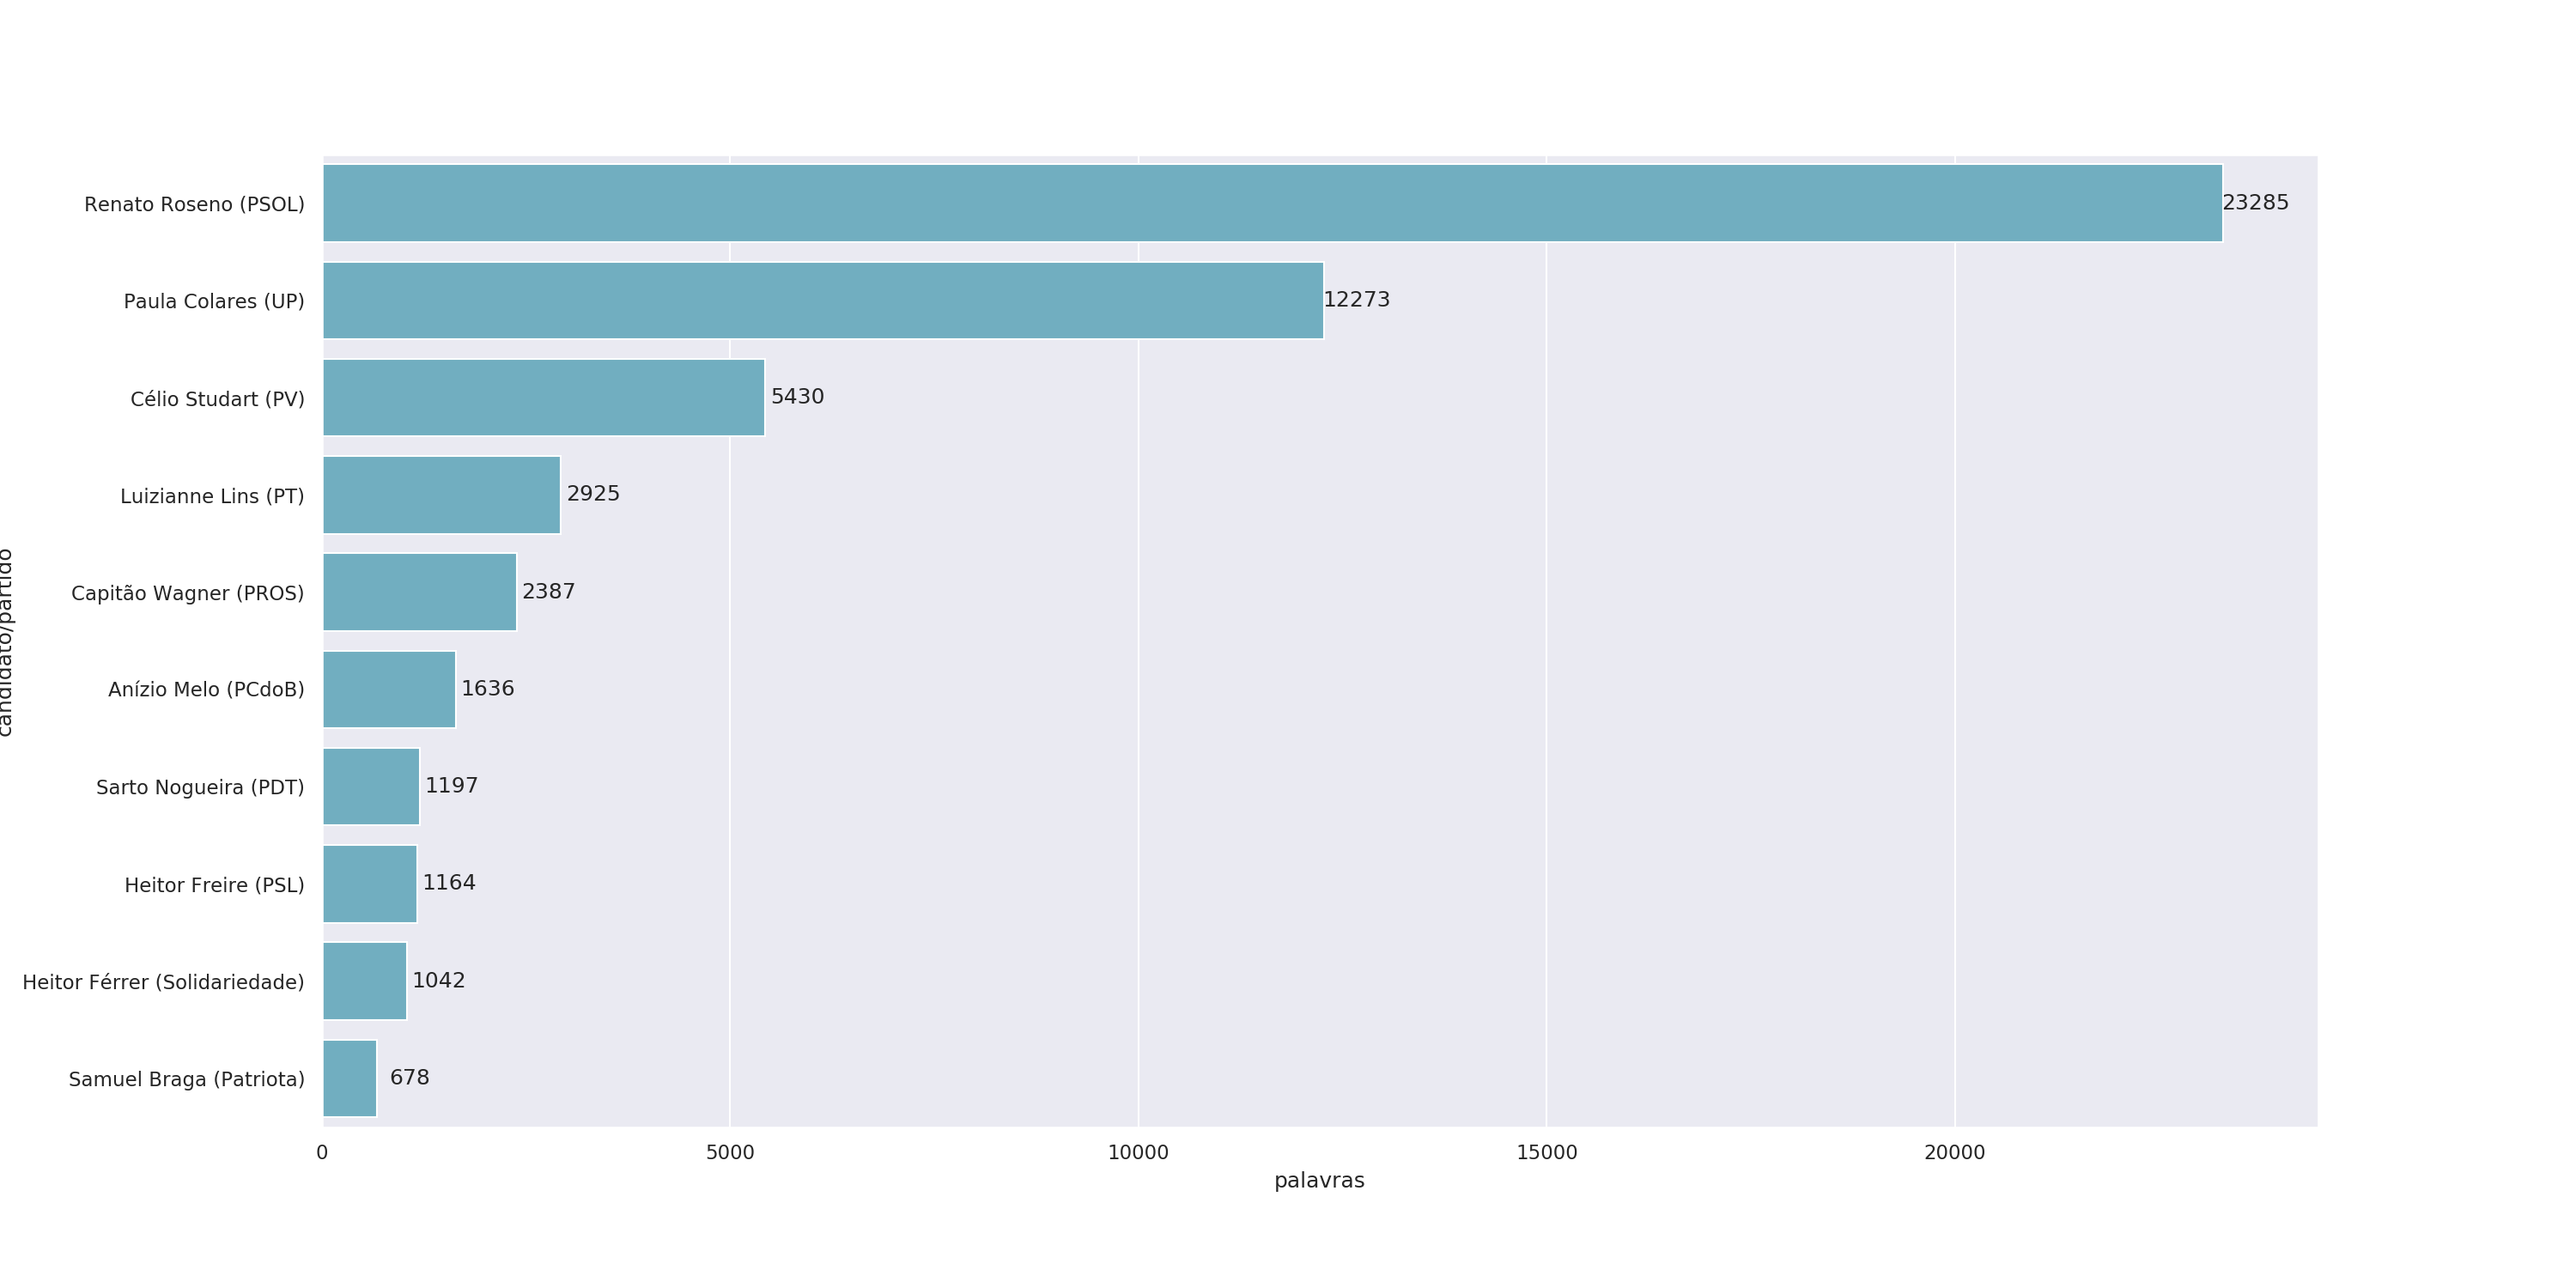 Renato Roseno (PSOL) 23285
Paula Colares (UP) 12273
Célio Studart (PV) 5430
Luizianne Lins (PT) 2925
Capitão Wagner (PROS) 2387
Anízio Melo (PCdoB) 1636
Sarto Nogueira (PDT) 1197
Heitor Freire (PSL) 1164
Heitor Férrer (Solidariedade) 1042
Samuel Braga (Patriota) 678
candidato/partido
0 5000 10000 15000 20000
palavras